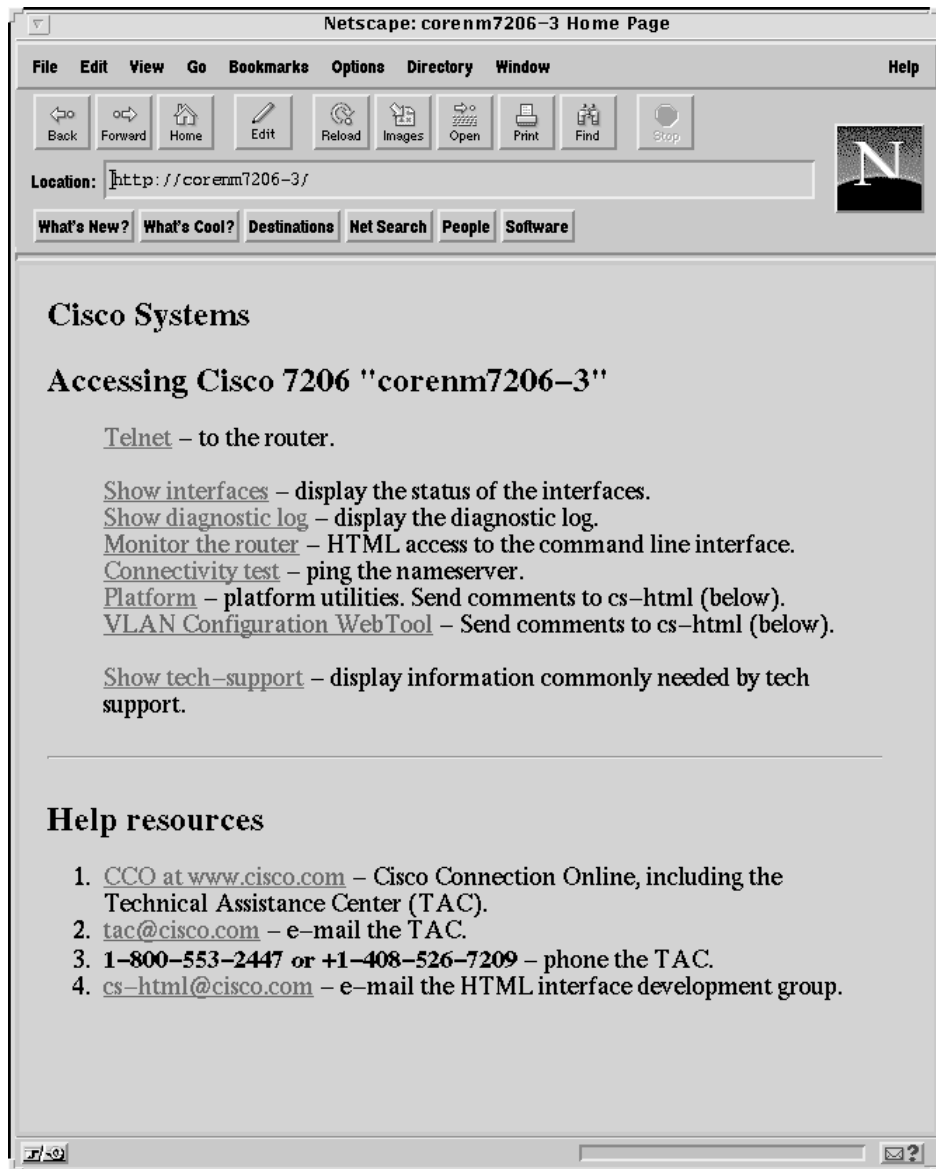 Netscape: corenm7206-3 Home Page
File Edit View Go Bookmarks Options Directory Window Help
Back Forward Home Edit Reload Images Open Print Find Stop
N
Location: http://corenm7206-3/
What's New? What's Cool? Destinations Net Search People Software
Cisco Systems
Accessing Cisco 7206 "corenm7206-3"
Telnet - to the router.
Show interfaces - display the status of the interfaces.
Show diagnostic log - display the diagnostic log.
Monitor the router - HTML access to the command line interface.
Connectivity test - ping the nameserver.
Platform - platform utilities. Send comments to cs-html (below).
VLAN Configuration WebTool - Send comments to cs-html (below).
Show tech-support - display information commonly needed by tech
support.
Help resources
1. CCO at www.cisco.com - Cisco Connection Online, including the
Technical Assistance Center (TAC).
2. tac@cisco.com - e-mail the TAC.
3. 1-800-553-2447 or +1-408-526-7209 - phone the TAC.
4. cs-html@cisco.com - e-mail the HTML interface development group.
?